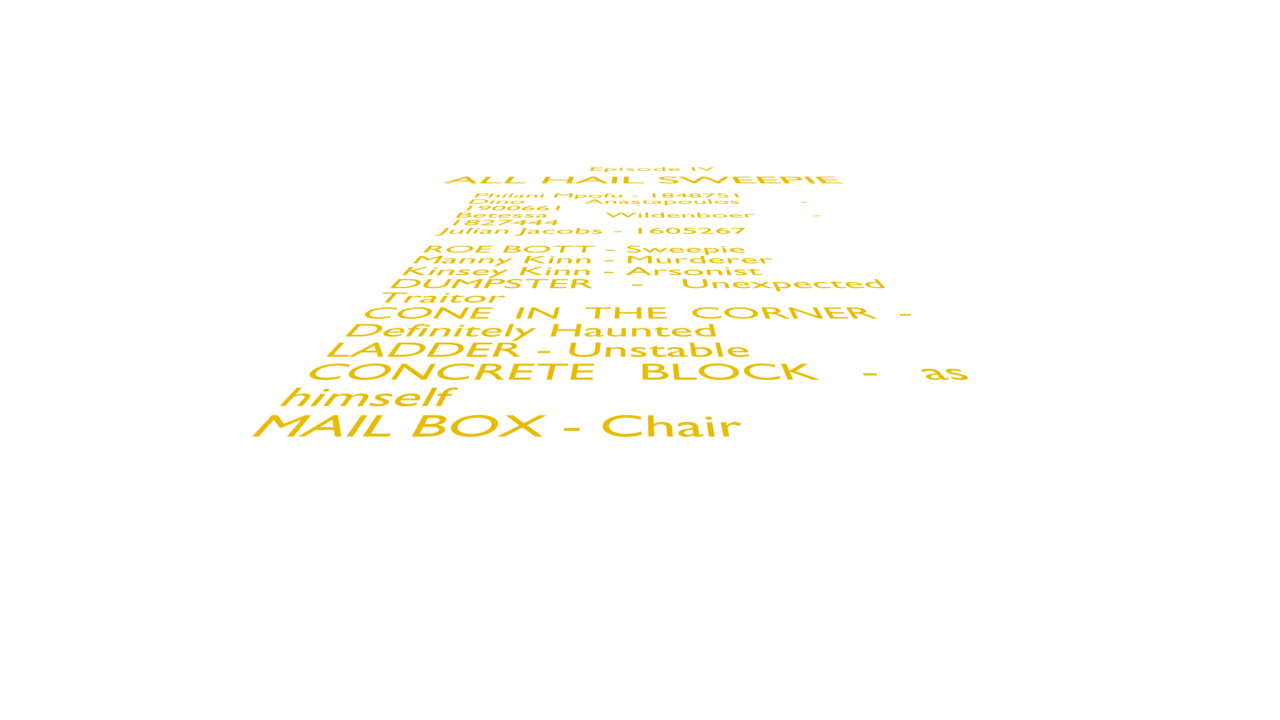 Episode IV
ALL HAIL SWEEPIE
Philani Mpofu - 1848751
Dino Anastapoulos -
1900661
Betessa Wildenboer -
1827444
Julian Jacobs - 1605267
ROE BOTT - Sweepie
Manny Kinn - Murderer
Kinsey Kinn - Arsonist
DUMPSTER - Unexpected
Traitor
CONE IN THE CORNER -
Definitely Haunted
LADDER - Unstable
CONCRETE BLOCK - as
himself
MAIL BOX - Chair